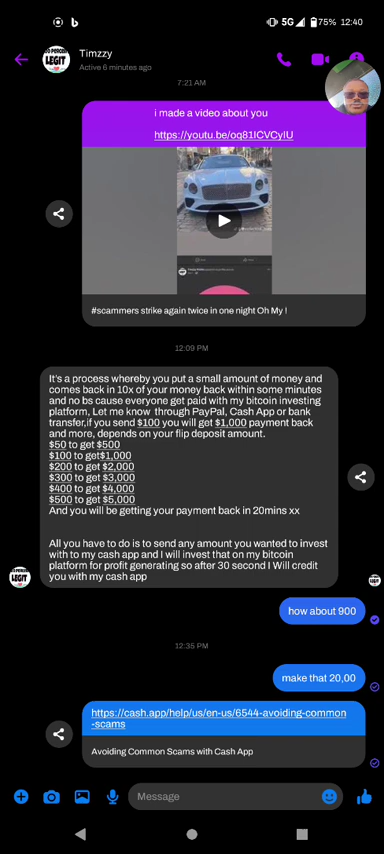 5G 75% 12:40
LEGIT
Timzzy
Active 6 minutes ago
7:21 AM
i made a video about you
https://youtu.be/oq81ICVCyIU
#scammers strike again twice in one night Oh My !
12:09 PM
It's a process whereby you put a small amount of money and
comes back in 10x of your money back within some minutes
and no bs cause everyone get paid with my bitcoin investing
platform, Let me know through PayPal, Cash App or bank
transfer,if you send $100 you will get $1,000 payment back
and more, depends on your flip deposit amount.
$50 to get $500
$100 to get$1,000
$200 to get $2,000
$300 to get $3,000
$400 to get $4,000
$500 to get $5,000
And you will be getting your payment back in 20mins xx
All you have to do is to send any amount you wanted to invest
with to my cash app and I will invest that on my bitcoin
platform for profit generating so after 30 second I Will credit
you with my cash app
LEGIT
how about 900
12:35 PM
make that 20,00
https://cash.app/help/us/en-us/6544-avoiding-common
-scams
Avoiding Common Scams with Cash App
Message